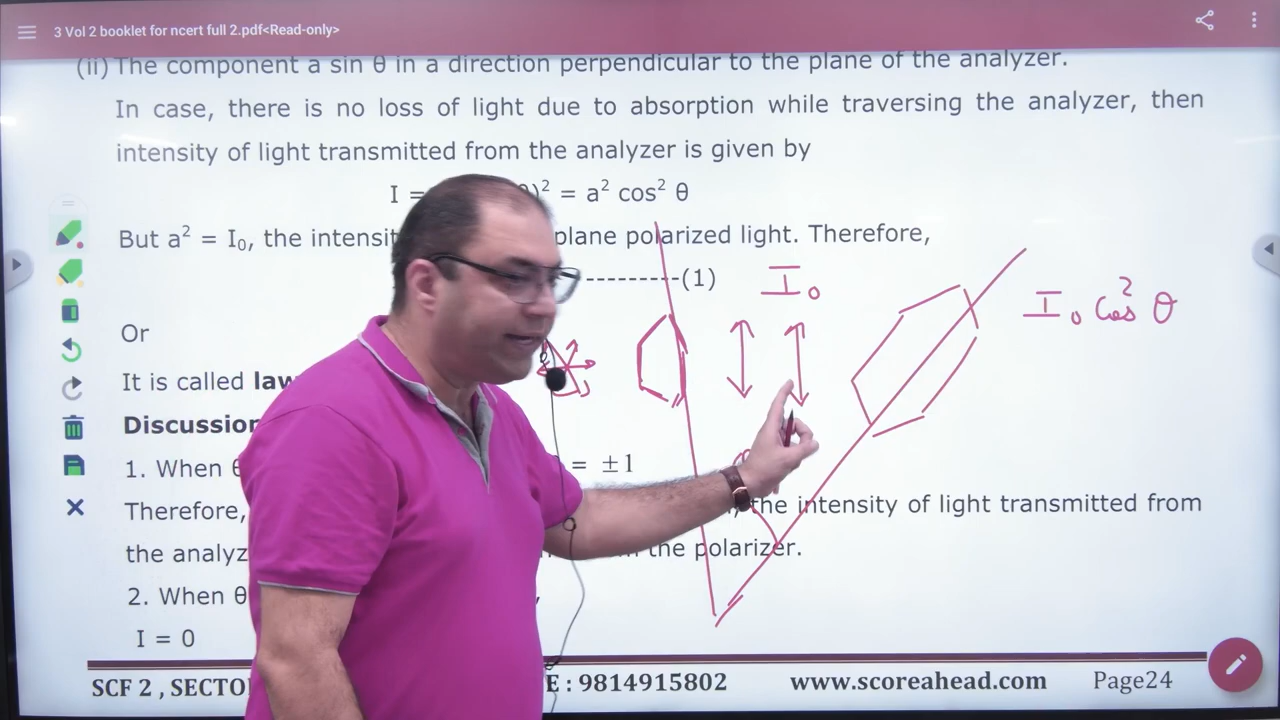 3 Vol 2 booklet for ncert full 2.pdf<Read-only>
(ii) The component a sin θ in a direction perpendicular to the plane of the analyzer.
In case, there is no loss of light due to absorption while traversing the analyzer, then
intensity of light transmitted from the analyzer is given by
I = )² = a² cos² θ
But a² = I₀, the plane polarized light. Therefore,
----------(1)
I₀
I₀ cos² θ
Or
It is called law
Discussion
1. When θ = ±1
Therefore, the intensity of light transmitted from
the the polarizer.
2. When θ
I = 0
SCF 2 , : 9814915802 www.scoreahead.com Page24